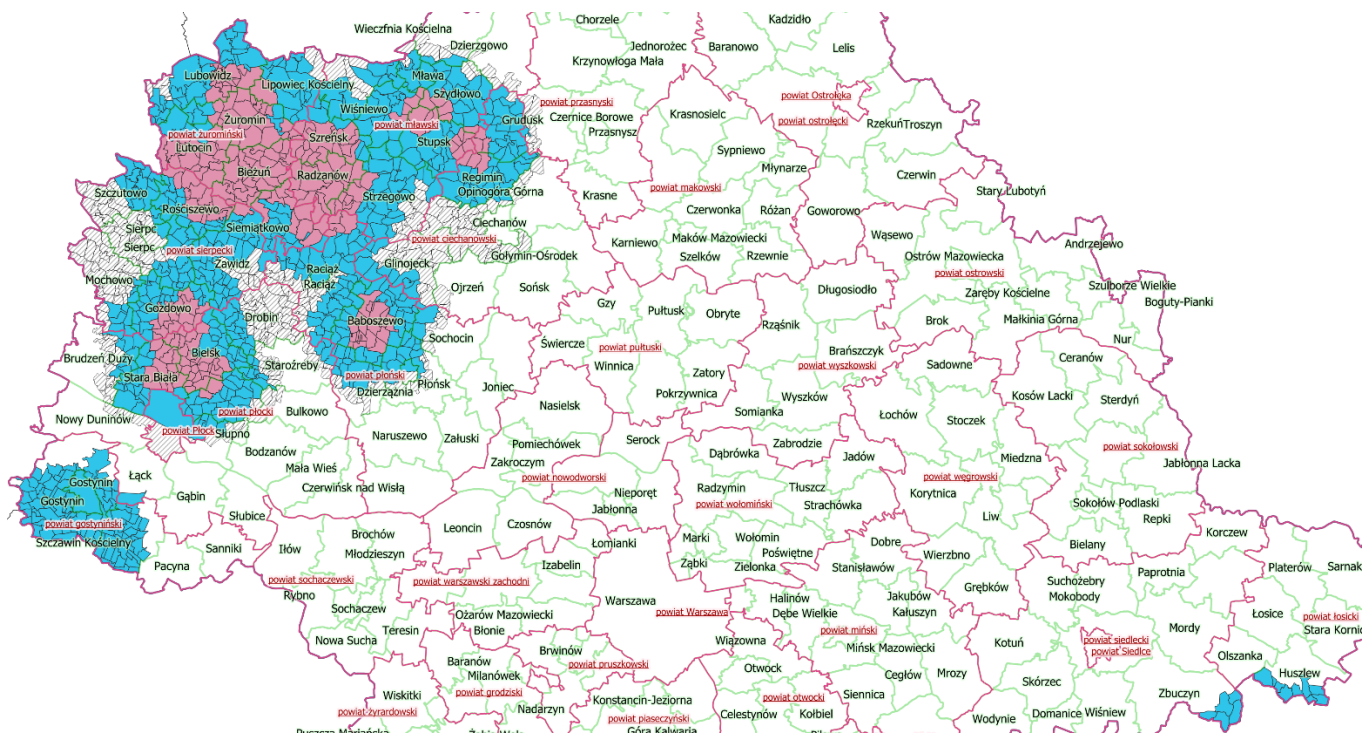 Chorzele
Kadzidło
Wieczfnia Kościelna
Dzierzgowo
Jednorożec
Baranowo
Lelis
Krzynowłoga Mała
Lubowidz
Lipowiec Kościelny
Mława
Szydłowo
powiat przasnyski
powiat Ostrołęka
Wiśniewo
Krasnosielc
Żuromin
powiat mławski
Grudusk
Czernice Borowe
powiat ostrołęcki
Rzekuń
Troszyn
powiat żuromiński
Szreńsk
Przasnysz
Lutocin
Stupsk
Sypniewo
Bieżuń
Radzanów
Młynarze
Regimin
Czerwin
Szczutowo
Strzegowo
Opinogóra Górna
Krasne
powiat makowski
Stary Lubotyń
Rościszewo
Czerwonka
Różan
Goworowo
Sierpc
Siemiątkowo
Ciechanów
Wąsewo
Sierpc
powiat ciechanowski
Karniewo
Maków Mazowiecki
Andrzejewo
powiat sierpecki
Zawidz
Glinojeck
Gołymin-Ośrodek
Szelków
Rzewnie
Ostrów Mazowiecka
Raciąż
powiat ostrowski
Mochowo
Raciąż
Ojrzeń
Sońsk
Długosiodło
Szulborze Wielkie
Gozdowo
Gzy
Zaręby Kościelne
Boguty-Pianki
Drobin
Baboszewo
Pułtusk
Obryte
Rząśnik
Brok
Małkinia Górna
Sochocin
Świercze
powiat pułtuski
Nur
Brudzeń Duży
Bielsk
Brańszczyk
Staroźreby
Winnica
powiat wyszkowski
Sadowne
Ceranów
Stara Biała
powiat płoński
Płońsk
Joniec
Zatory
Dzierzążnia
Pokrzywnica
Wyszków
Kosów Lacki
Sterdyń
Nowy Duninów
powiat płocki
Bulkowo
Nasielsk
Somianka
Łochów
Stoczek
powiat Płock
Słupno
Naruszewo
Załuski
Pomiechówek
Serock
Zabrodzie
powiat sokołowski
Bodzanów
Dąbrówka
Jadów
Miedzna
Jabłonna Lacka
Gostynin
Łąck
Mała Wieś
Zakroczym
powiat nowodworski
powiat węgrowski
Gostynin
Gąbin
Czerwińsk nad Wisłą
Nieporęt
Radzymin
Tłuszcz
Korytnica
powiat wołomiński
Strachówka
Sokołów Podlaski
Repki
powiat gostyniński
Słubice
Leoncin
Czosnów
Jabłonna
Liw
Brochów
Łomianki
Marki
Wołomin
Dobre
Bielany
Korczew
Szczawin Kościelny
Sanniki
Iłów
Młodzieszyn
Poświętne
Wierzbno
Pacyna
Izabelin
Ząbki
Zielonka
Stanisławów
Paprotnia
Platerów
Sarnak
powiat sochaczewski
powiat warszawski zachodni
Grębków
Suchożebry
Rybno
Warszawa
Halinów
Jakubów
Mokobody
Sochaczew
Ożarów Mazowiecki
powiat Warszawa
Dębe Wielkie
Kałuszyn
Łosice
powiat łosicki
Teresin
Błonie
powiat miński
Mordy
Stara Kornic
Nowa Sucha
Wiązowna
Kotuń
powiat siedlecki
Brwinów
Mińsk Mazowiecki
powiat Siedlce
Olszanka
Baranów
powiat pruszkowski
Otwock
Cegłów
Mrozy
Huszlew
Milanówek
Skórzec
Wiskitki
powiat grodziski
Konstancin-Jeziorna
powiat otwocki
Siennica
Zbuczyn
powiat żyrardowski
Nadarzyn
powiat piaseczyński
Celestynów
Kołbiel
Wodynie
Domanice
Wiśniew
Góra Kalwaria